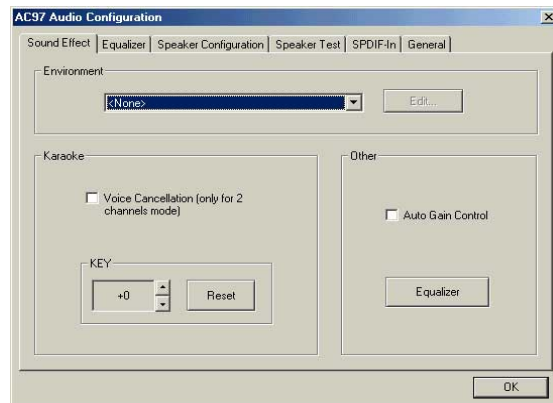 AC97 Audio Configuration
Sound Effect Equalizer Speaker Configuration Speaker Test SPDIF-In General
Environment
<None>
Edit...
Karaoke
Voice Cancellation (only for 2
channels mode)
KEY
+0
Reset
Other
Auto Gain Control
Equalizer
OK